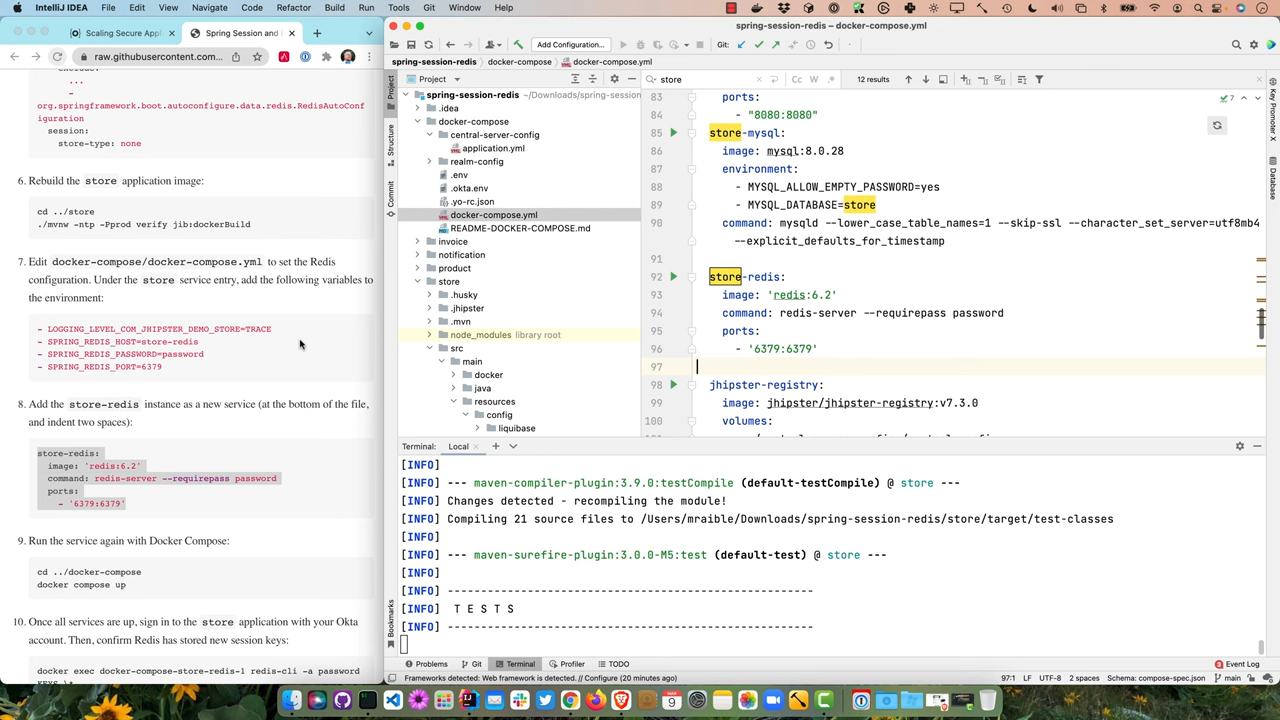 IntelliJ IDEA File Edit View Navigate Code Refactor Build Run Tools Git Window Help
Scaling Secure App
Spring Session and
raw.githubusercontent.com...
...
-
org.springframework.boot.autoconfigure.data.redis.RedisAutoConf
iguration
session:
store-type: none
6. Rebuild the store application image:
cd ../store
./mvnw -ntp -Pprod verify jib:dockerBuild
7. Edit docker-compose/docker-compose.yml to set the Redis
configuration. Under the store service entry, add the following variables to
the environment:
- LOGGING_LEVEL_COM_JHIPSTER_DEMO_STORE=TRACE
- SPRING_REDIS_HOST=store-redis
- SPRING_REDIS_PASSWORD=password
- SPRING_REDIS_PORT=6379
8. Add the store-redis instance as a new service (at the bottom of the file,
and indent two spaces):
store-redis:
image: 'redis:6.2'
command: redis-server --requirepass password
ports:
- '6379:6379'
9. Run the service again with Docker Compose:
cd ../docker-compose
docker compose up
10. Once all services are up, sign in to the store application with your Okta
account. Then, confirm Redis has stored new session keys:
docker exec docker-compose-store-redis-1 redis-cli -a password
KEYS \*
spring-session-redis – docker-compose.yml
Add Configuration...
Git:
spring-session-redis docker-compose docker-compose.yml
Project
store
Cc W .*
12 results
Project
Structure
Commit
Bookmarks
Key Promoter X
Database
spring-session-redis ~/Downloads/spring-session
.idea
docker-compose
central-server-config
application.yml
realm-config
.env
.okta.env
.yo-rc.json
docker-compose.yml
README-DOCKER-COMPOSE.md
invoice
notification
product
store
.husky
.jhipster
.mvn
node_modules library root
src
main
docker
java
resources
config
liquibase
7
83 ports:
84 - "8080:8080"
85 store-mysql:
86 image: mysql:8.0.28
87 environment:
88 - MYSQL_ALLOW_EMPTY_PASSWORD=yes
89 - MYSQL_DATABASE=store
90 command: mysqld --lower_case_table_names=1 --skip-ssl --character_set_server=utf8mb4
--explicit_defaults_for_timestamp
91
92 store-redis:
93 image: 'redis:6.2'
94 command: redis-server --requirepass password
95 ports:
96 - '6379:6379'
97
98 jhipster-registry:
99 image: jhipster/jhipster-registry:v7.3.0
100 volumes:
Terminal: Local
[INFO]
[INFO] --- maven-compiler-plugin:3.9.0:testCompile (default-testCompile) @ store ---
[INFO] Changes detected - recompiling the module!
[INFO] Compiling 21 source files to /Users/mraible/Downloads/spring-session-redis/store/target/test-classes
[INFO]
[INFO] --- maven-surefire-plugin:3.0.0-M5:test (default-test) @ store ---
[INFO]
[INFO] -------------------------------------------------------
[INFO] T E S T S
[INFO] -------------------------------------------------------
Problems Git Terminal Profiler TODO Event Log
Frameworks detected: Web framework is detected. // Configure (20 minutes ago)
97:1 LF UTF-8 2 spaces Schema: compose-spec.json main